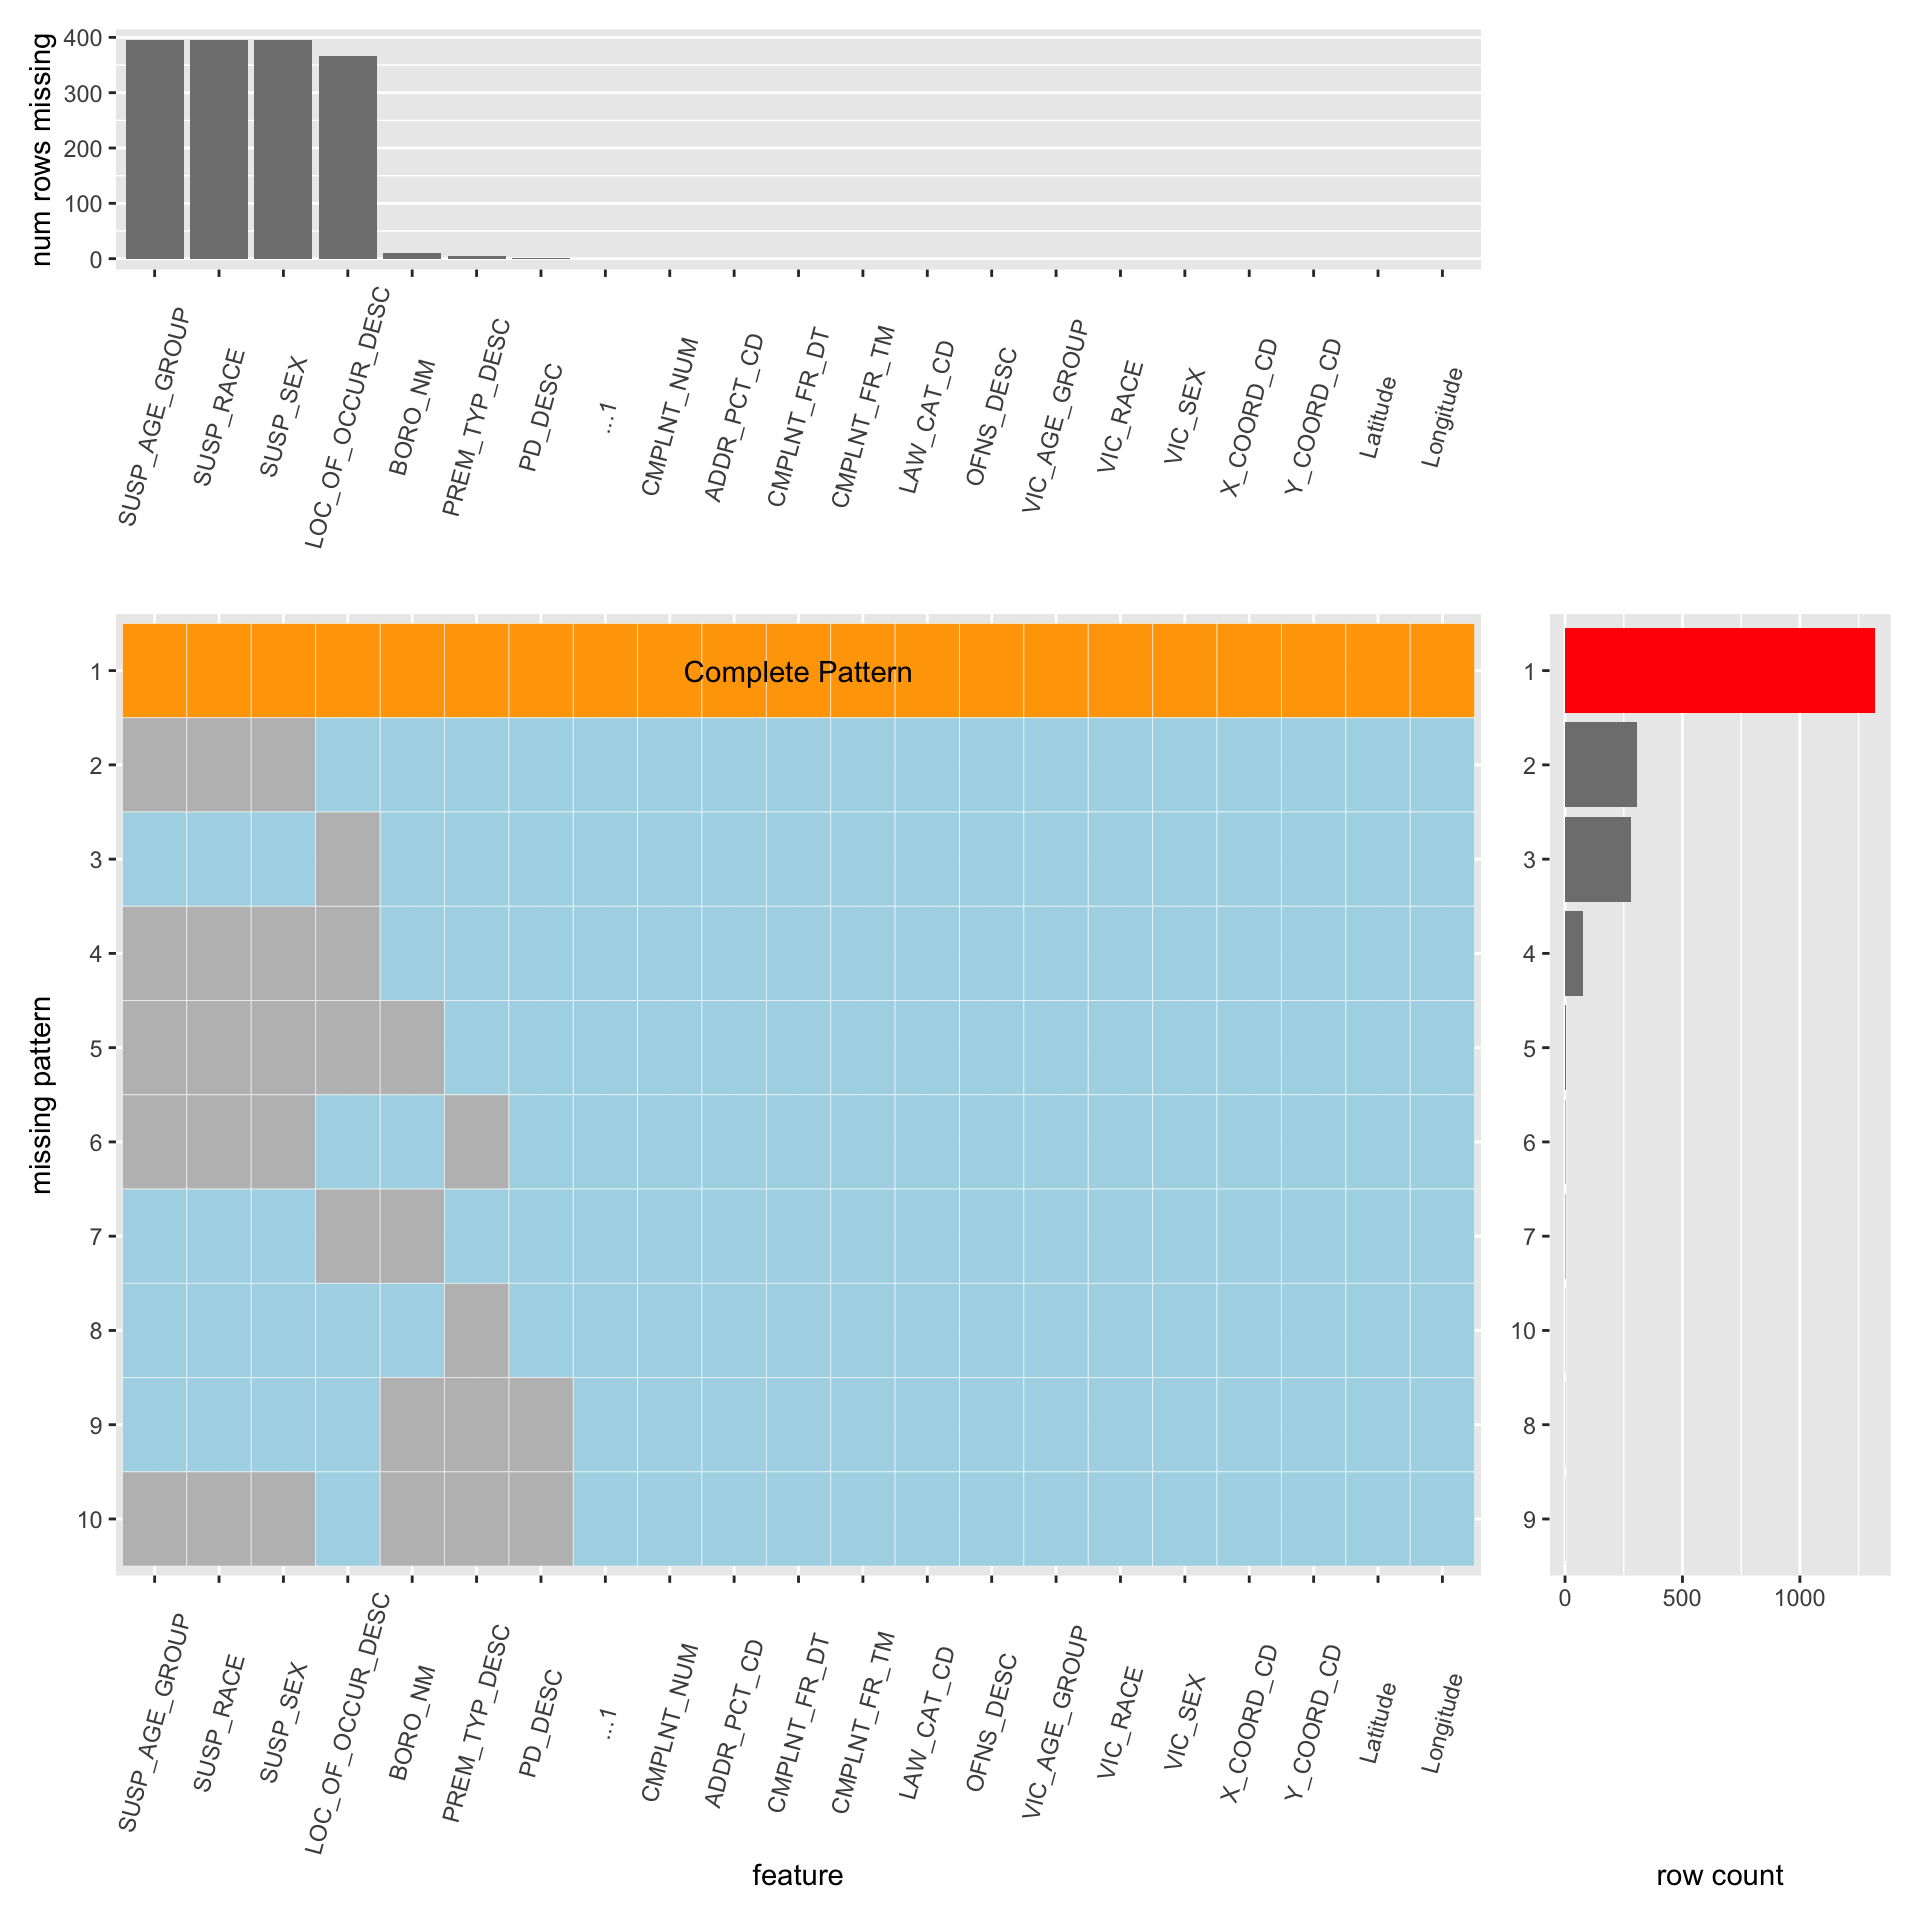 num rows missing
400
300
200
100
0
SUSP_AGE_GROUP
SUSP_RACE
SUSP_SEX
LOC_OF_OCCUR_DESC
BORO_NM
PREM_TYP_DESC
PD_DESC
...1
CMPLNT_NUM
ADDR_PCT_CD
CMPLNT_FR_DT
CMPLNT_FR_TM
LAW_CAT_CD
OFNS_DESC
VIC_AGE_GROUP
VIC_RACE
VIC_SEX
X_COORD_CD
Y_COORD_CD
Latitude
Longitude
missing pattern
1
2
3
4
5
6
7
8
9
10
Complete Pattern
SUSP_AGE_GROUP
SUSP_RACE
SUSP_SEX
LOC_OF_OCCUR_DESC
BORO_NM
PREM_TYP_DESC
PD_DESC
...1
CMPLNT_NUM
ADDR_PCT_CD
CMPLNT_FR_DT
CMPLNT_FR_TM
LAW_CAT_CD
OFNS_DESC
VIC_AGE_GROUP
VIC_RACE
VIC_SEX
X_COORD_CD
Y_COORD_CD
Latitude
Longitude
feature
1
2
3
4
5
6
7
10
8
9
0
500
1000
row count